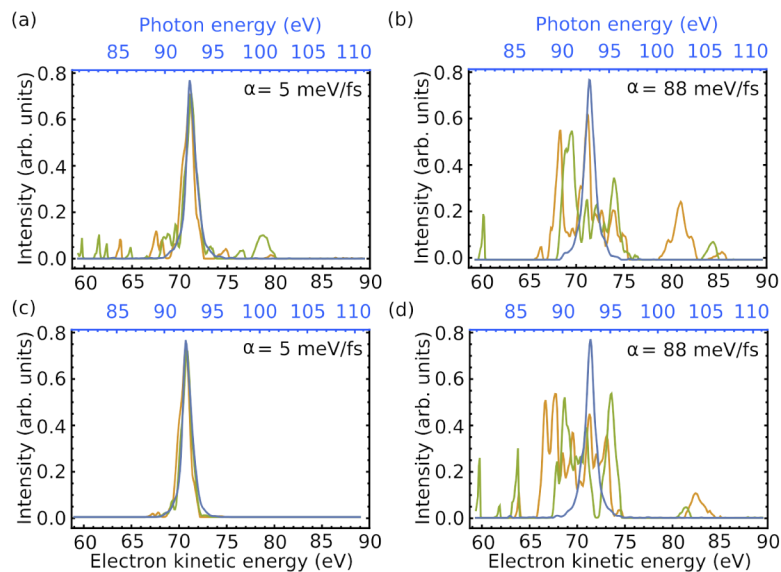 (a)
Photon energy (eV)
85 90 95 100 105 110
α= 5 meV/fs
Intensity (arb. units)
0.8
0.6
0.4
0.2
0.0
60 65 70 75 80 85 90
(b)
Photon energy (eV)
85 90 95 100 105 110
α= 88 meV/fs
Intensity (arb. units)
0.8
0.6
0.4
0.2
0.0
60 65 70 75 80 85 90
(c)
85 90 95 100 105 110
α= 5 meV/fs
Intensity (arb. units)
0.8
0.6
0.4
0.2
0.0
60 65 70 75 80 85 90
Electron kinetic energy (eV)
(d)
85 90 95 100 105 110
α= 88 meV/fs
Intensity (arb. units)
0.8
0.6
0.4
0.2
0.0
60 65 70 75 80 85 90
Electron kinetic energy (eV)